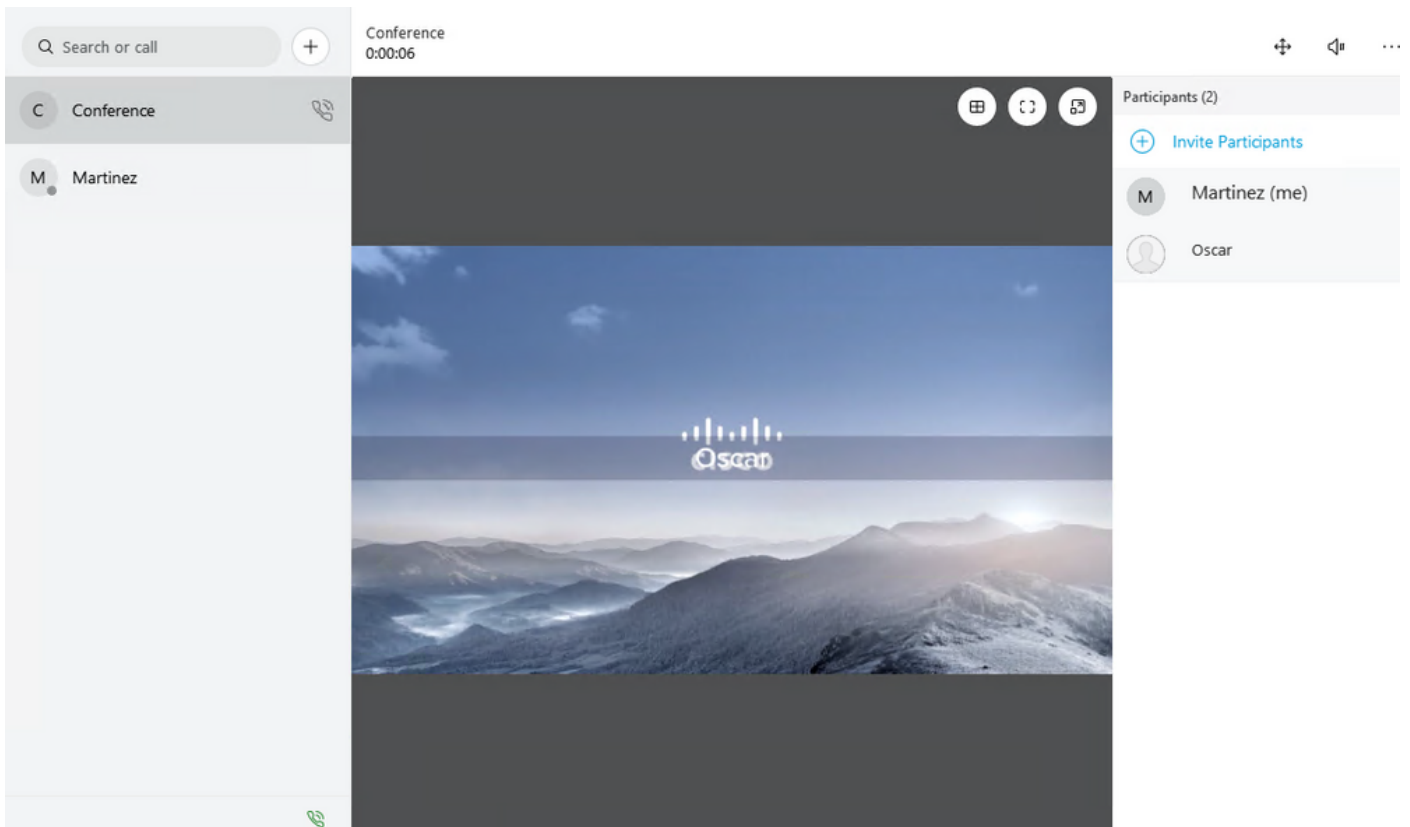 Search or call
Conference
0:00:06
C Conference
M Martinez
Oscar
Participants (2)
Invite Participants
M Martinez (me)
Oscar